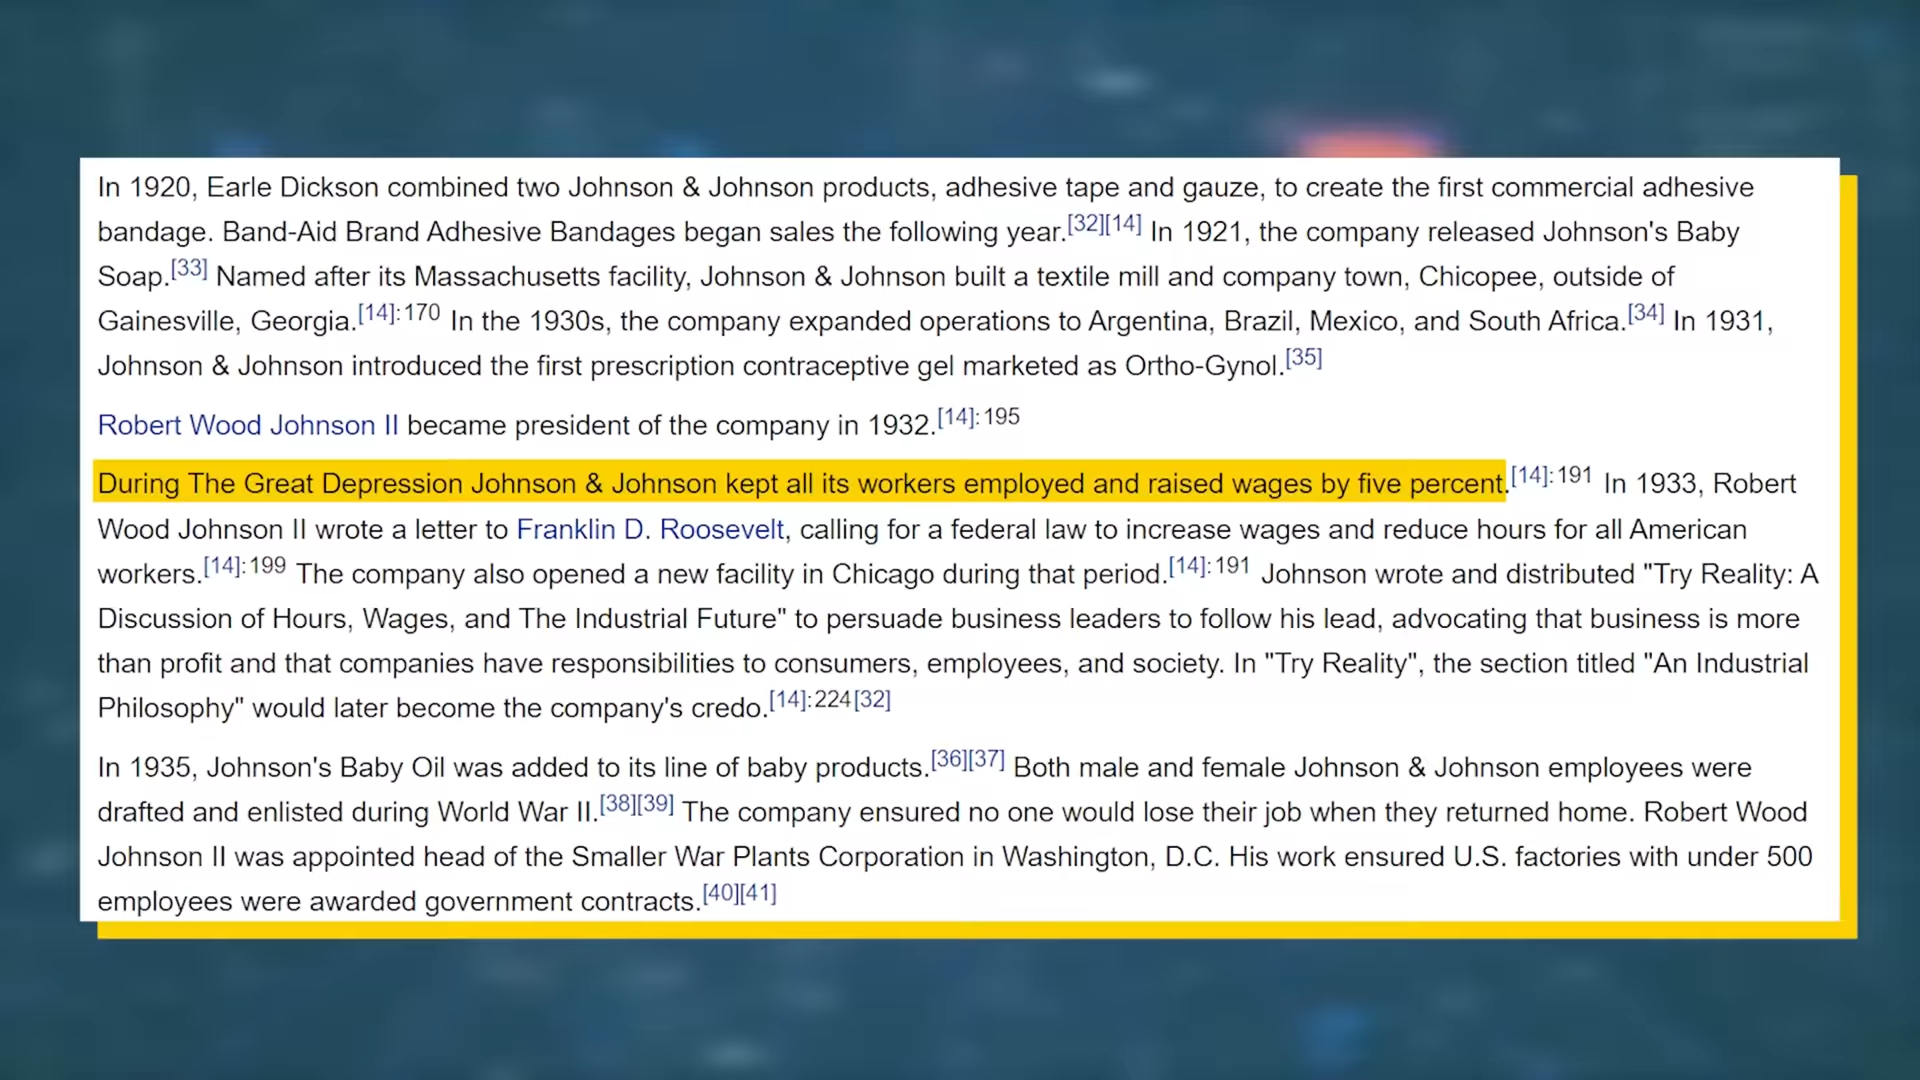 In 1920, Earle Dickson combined two Johnson & Johnson products, adhesive tape and gauze, to create the first commercial adhesive
bandage. Band-Aid Brand Adhesive Bandages began sales the following year.[32][14] In 1921, the company released Johnson's Baby
Soap.[33] Named after its Massachusetts facility, Johnson & Johnson built a textile mill and company town, Chicopee, outside of
Gainesville, Georgia.[14]:170 In the 1930s, the company expanded operations to Argentina, Brazil, Mexico, and South Africa.[34] In 1931,
Johnson & Johnson introduced the first prescription contraceptive gel marketed as Ortho-Gynol.[35]
Robert Wood Johnson II became president of the company in 1932.[14]:195
During The Great Depression Johnson & Johnson kept all its workers employed and raised wages by five percent.[14]:191 In 1933, Robert
Wood Johnson II wrote a letter to Franklin D. Roosevelt, calling for a federal law to increase wages and reduce hours for all American
workers.[14]:199 The company also opened a new facility in Chicago during that period.[14]:191 Johnson wrote and distributed "Try Reality: A
Discussion of Hours, Wages, and The Industrial Future" to persuade business leaders to follow his lead, advocating that business is more
than profit and that companies have responsibilities to consumers, employees, and society. In "Try Reality", the section titled "An Industrial
Philosophy" would later become the company's credo.[14]:224[32]
In 1935, Johnson's Baby Oil was added to its line of baby products.[36][37] Both male and female Johnson & Johnson employees were
drafted and enlisted during World War II.[38][39] The company ensured no one would lose their job when they returned home. Robert Wood
Johnson II was appointed head of the Smaller War Plants Corporation in Washington, D.C. His work ensured U.S. factories with under 500
employees were awarded government contracts.[40][41]